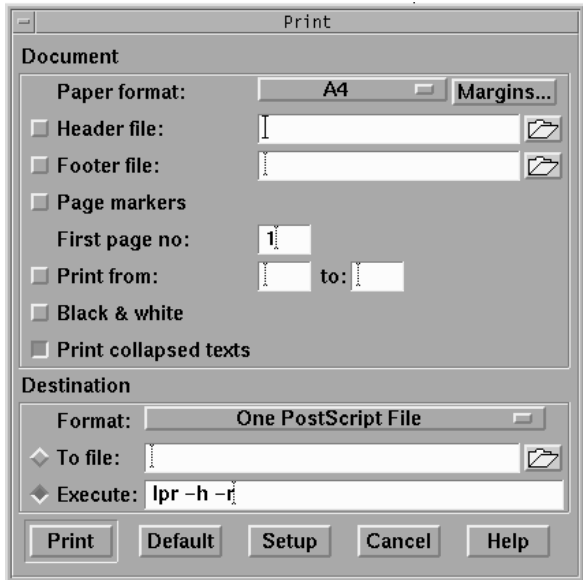 Print
Document
Paper format: A4 Margins...
Header file:
Footer file:
Page markers
First page no: 1
Print from: to:
Black & white
Print collapsed texts
Destination
Format: One PostScript File
To file:
Execute: lpr –h –r
Print Default Setup Cancel Help